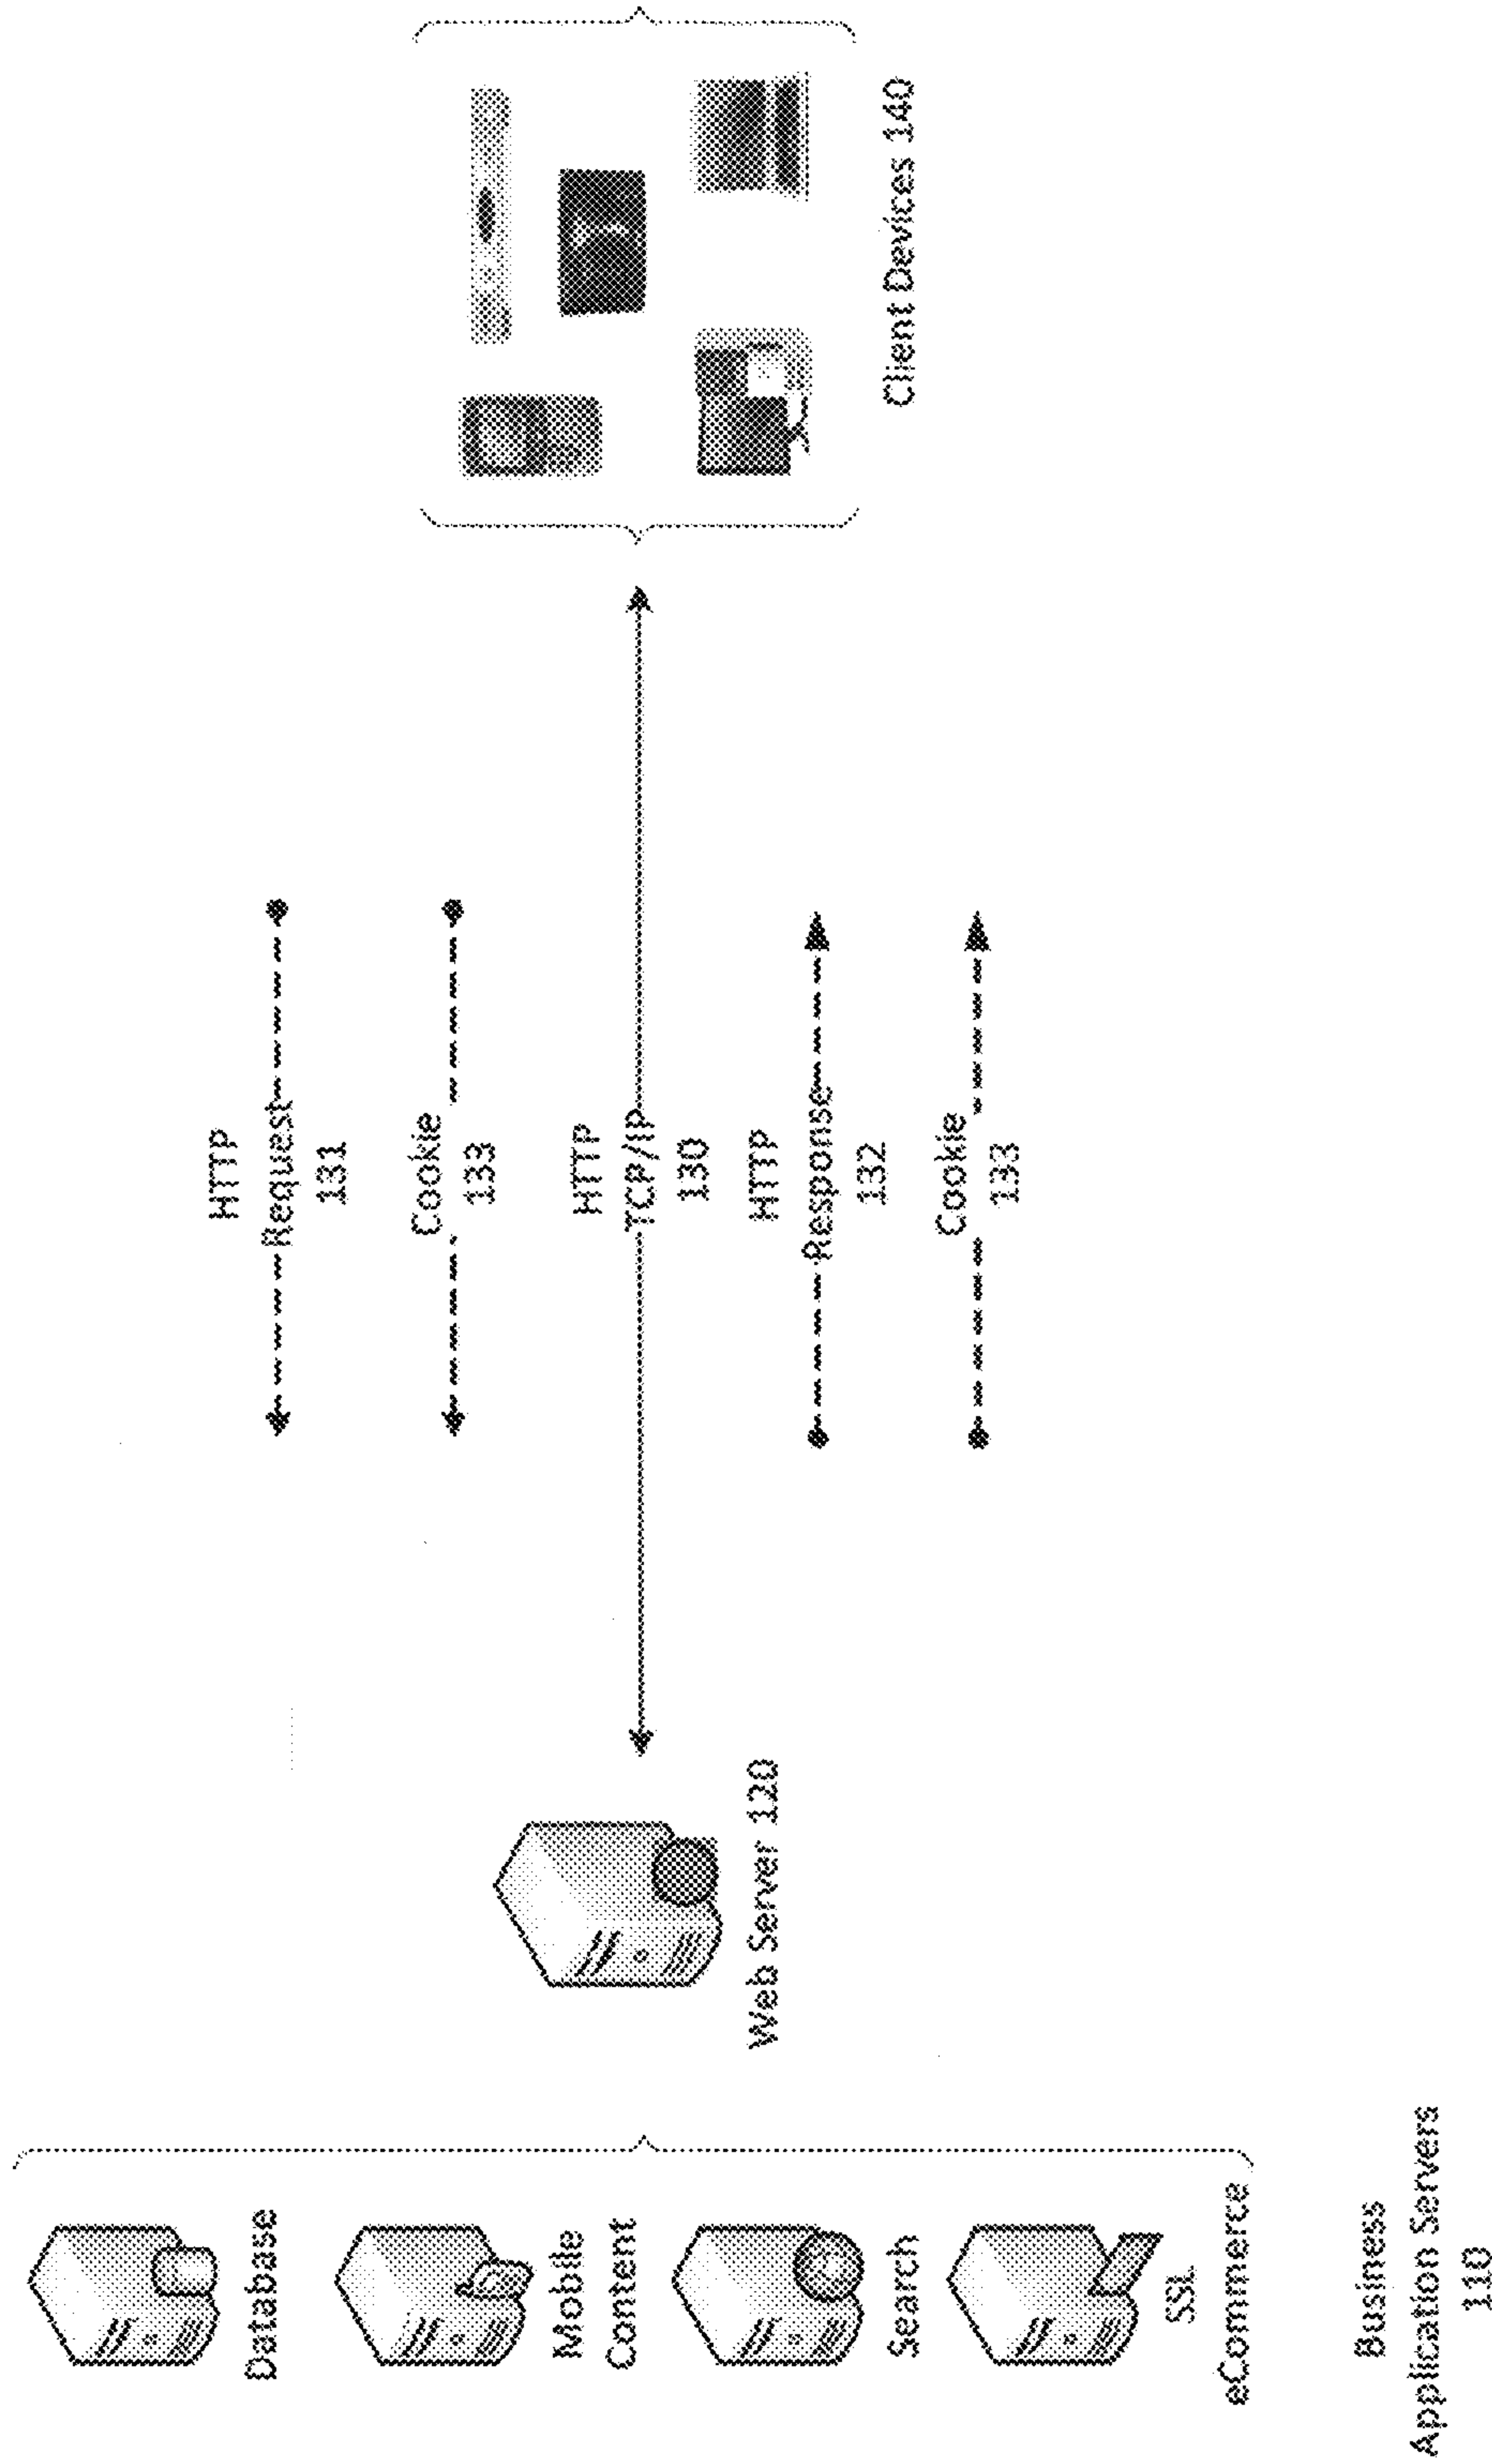 Database
Mobile
Content
Search
SSL
eCommerce
Business
Application Servers
110
Web Server 120
HTTP
Request
131
Cookie
133
HTTP
TCP/IP
130
HTTP
Response
132
Cookie
133
Client Devices 140